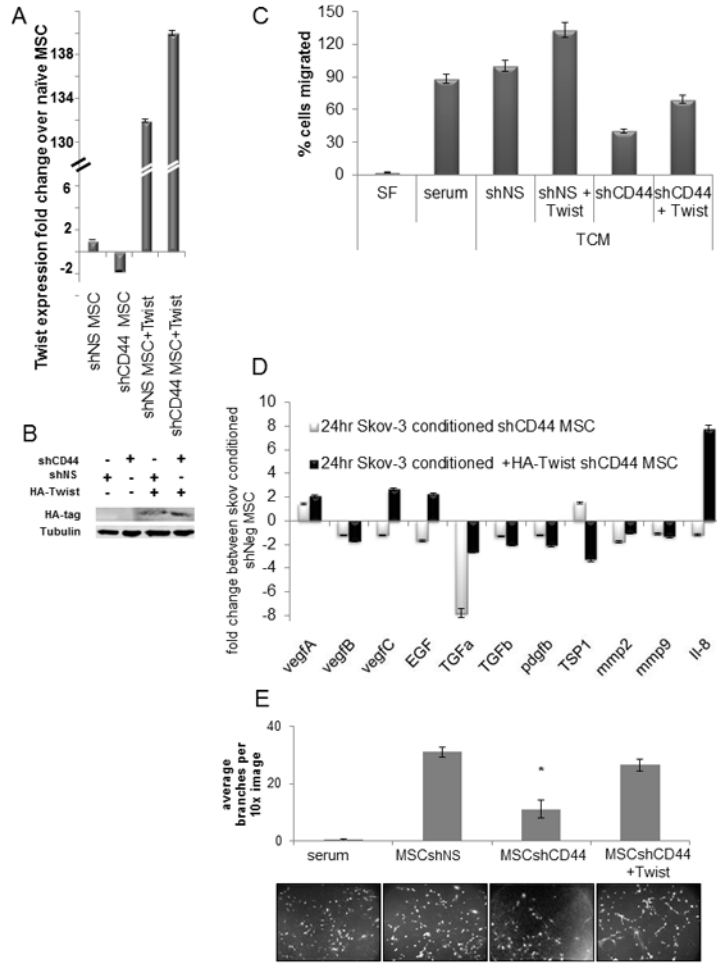 A
Twist expression fold change over naïve MSC
138
134
130
6
2
-2
shNS MSC
shCD44 MSC
shNS MSC+Twist
shCD44 MSC+Twist
B
shCD44 - + - +
shNS + - + -
HA-Twist - - + +
HA-tag
Tubulin
C
% cells migrated
150
120
90
60
30
0
SF
serum
shNS
shNS +
Twist
shCD44
shCD44
+ Twist
TCM
D
fold change between skov conditioned
shNeg MSC
10
8
6
4
2
0
-2
-4
-6
-8
24hr Skov-3 conditioned shCD44 MSC
24hr Skov-3 conditioned +HA-Twist shCD44 MSC
vegfA
vegfB
vegfC
EGF
TGFa
TGFb
pdgfb
TSP1
mmp2
mmp9
Il-8
E
average
branches per
10x image
40
20
0
*
serum
MSCshNS
MSCshCD44
MSCshCD44
+Twist